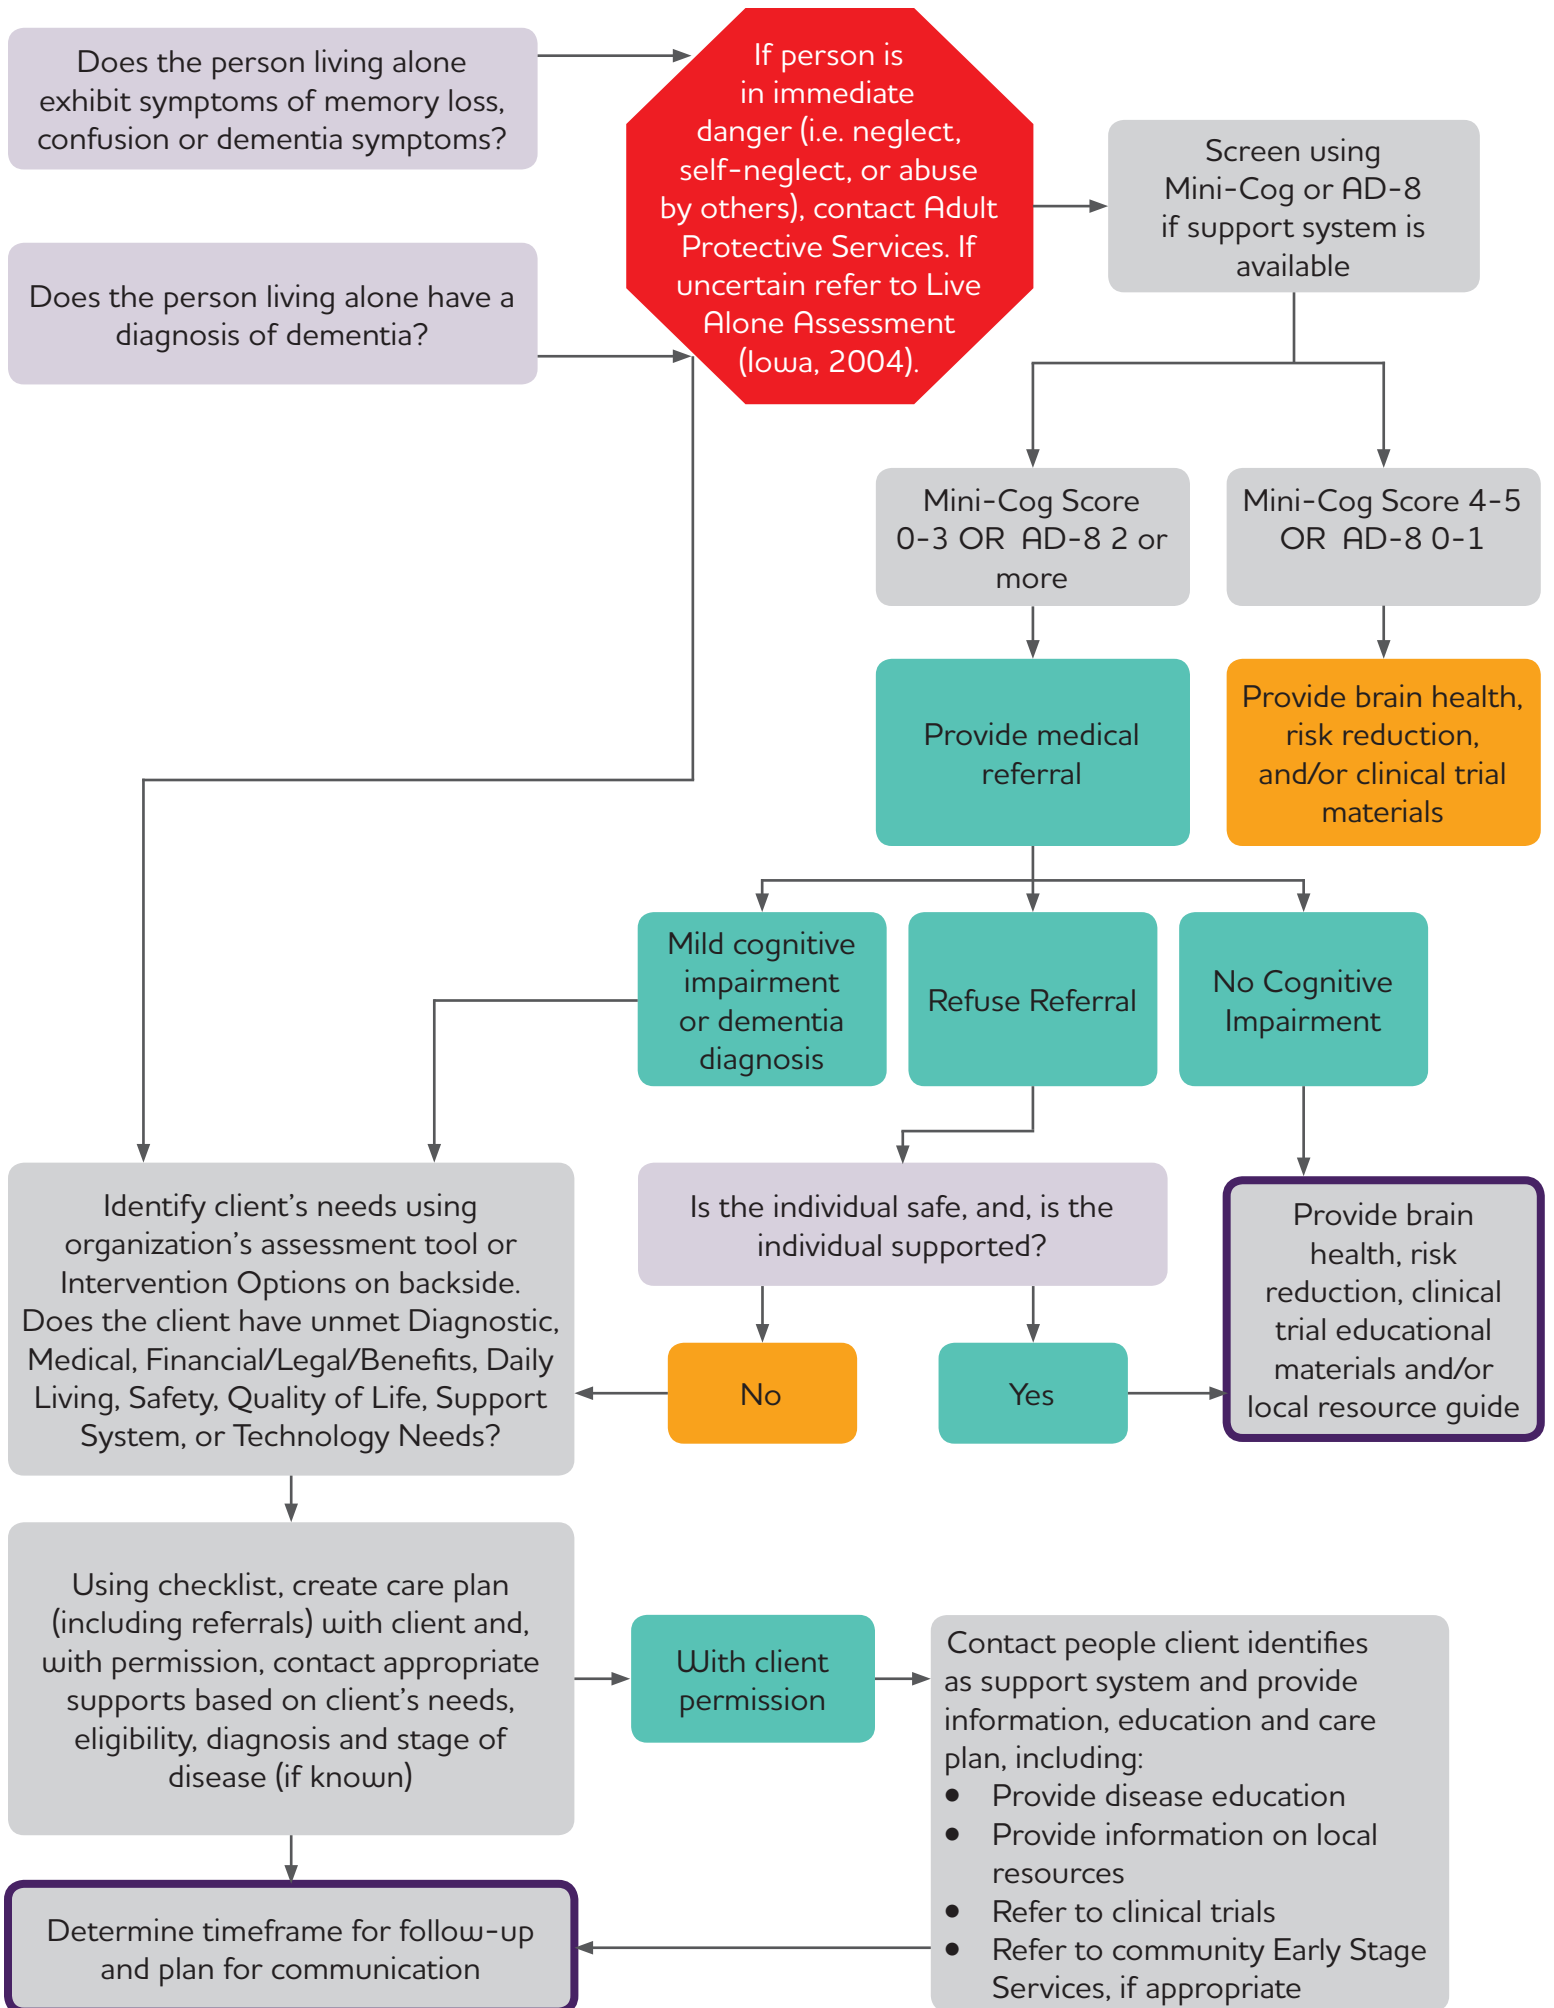 Does the person living alone
exhibit symptoms of memory loss,
confusion or dementia symptoms?
If person is
in immediate
danger (i.e. neglect,
self-neglect, or abuse
by others), contact Adult
Protective Services. If
uncertain refer to Live
Alone Assessment
(Iowa, 2004).
Screen using
Mini-Cog or AD-8
if support system is
available
Does the person living alone have a
diagnosis of dementia?
Mini-Cog Score
0-3 OR AD-8 2 or
more
Mini-Cog Score 4-5
OR AD-8 0-1
Provide medical
referral
Provide brain health,
risk reduction,
and/or clinical trial
materials
Mild cognitive
impairment
or dementia
diagnosis
Refuse Referral
No Cognitive
Impairment
Identify client's needs using
organization's assessment tool or
Intervention Options on backside.
Does the client have unmet Diagnostic,
Medical, Financial/Legal/Benefits, Daily
Living, Safety, Quality of Life, Support
System, or Technology Needs?
Is the individual safe, and, is the
individual supported?
No
Yes
Provide brain
health, risk
reduction, clinical
trial educational
materials and/or
local resource guide
Using checklist, create care plan
(including referrals) with client and,
with permission, contact appropriate
supports based on client's needs,
eligibility, diagnosis and stage of
disease (if known)
With client
permission
Contact people client identifies
as support system and provide
information, education and care
plan, including:
• Provide disease education
• Provide information on local
resources
• Refer to clinical trials
• Refer to community Early Stage
Services, if appropriate
Determine timeframe for follow-up
and plan for communication